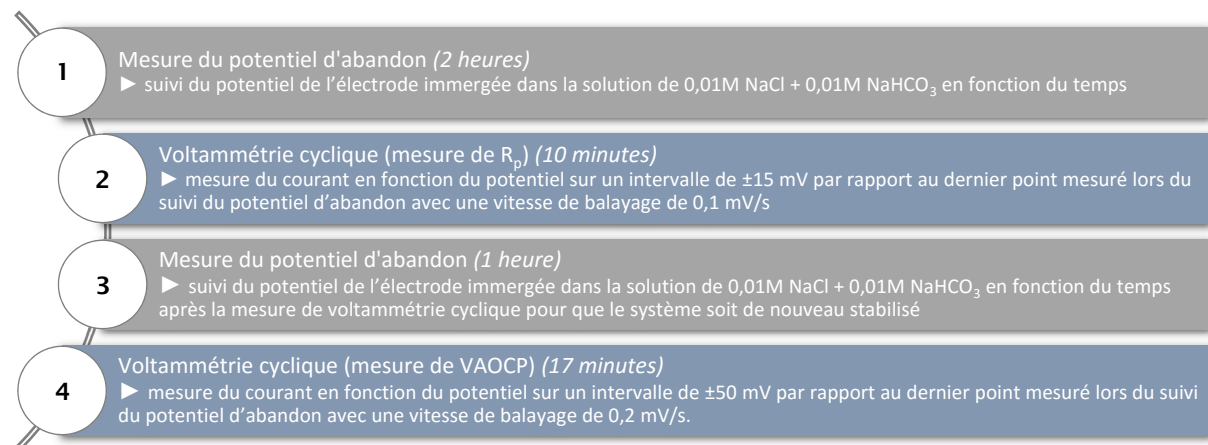 1
Mesure du potentiel d'abandon (2 heures)
► suivi du potentiel de l’électrode immergée dans la solution de 0,01M NaCl + 0,01M NaHCO₃ en fonction du temps
2
Voltammétrie cyclique (mesure de Rₚ) (10 minutes)
► mesure du courant en fonction du potentiel sur un intervalle de ±15 mV par rapport au dernier point mesuré lors du
suivi du potentiel d’abandon avec une vitesse de balayage de 0,1 mV/s
3
Mesure du potentiel d'abandon (1 heure)
► suivi du potentiel de l’électrode immergée dans la solution de 0,01M NaCl + 0,01M NaHCO₃ en fonction du temps
après la mesure de voltammétrie cyclique pour que le système soit de nouveau stabilisé
4
Voltammétrie cyclique (mesure de VAOCP) (17 minutes)
► mesure du courant en fonction du potentiel sur un intervalle de ±50 mV par rapport au dernier point mesuré lors du suivi
du potentiel d’abandon avec une vitesse de balayage de 0,2 mV/s.